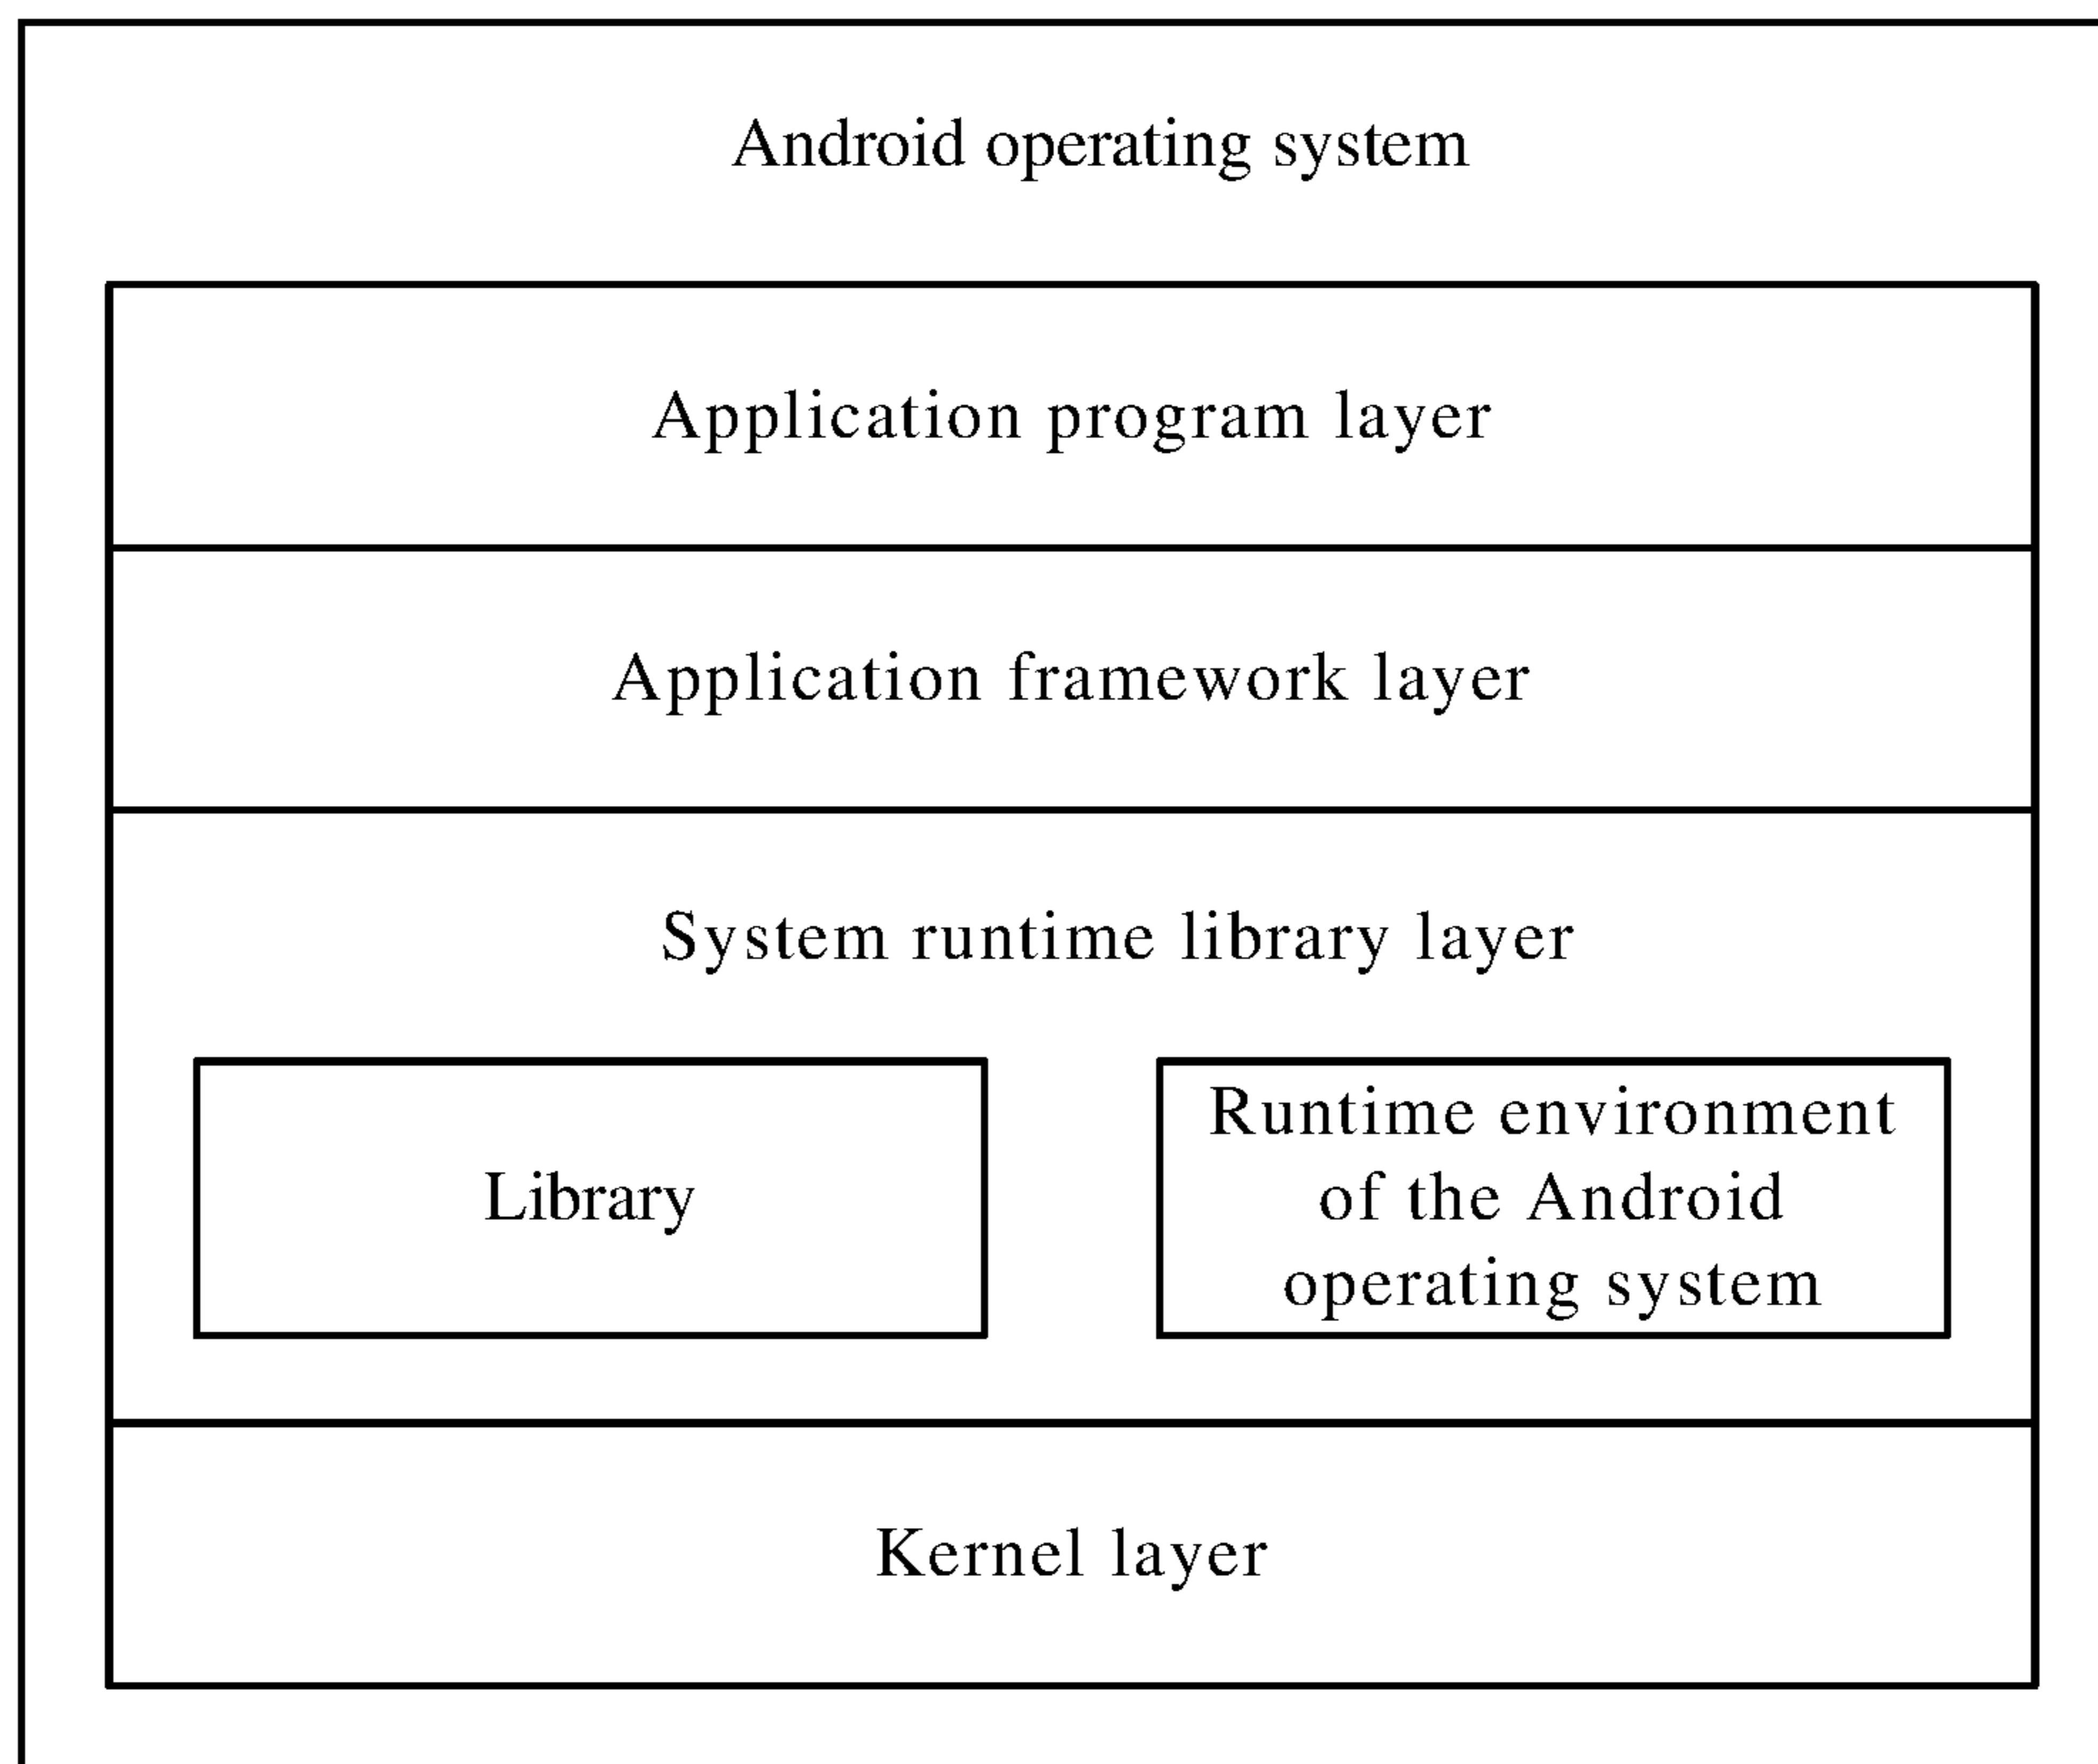 Android operating system
Application program layer
Application framework layer
System runtime library layer
Library
Runtime environment
of the Android
operating system
Kernel layer